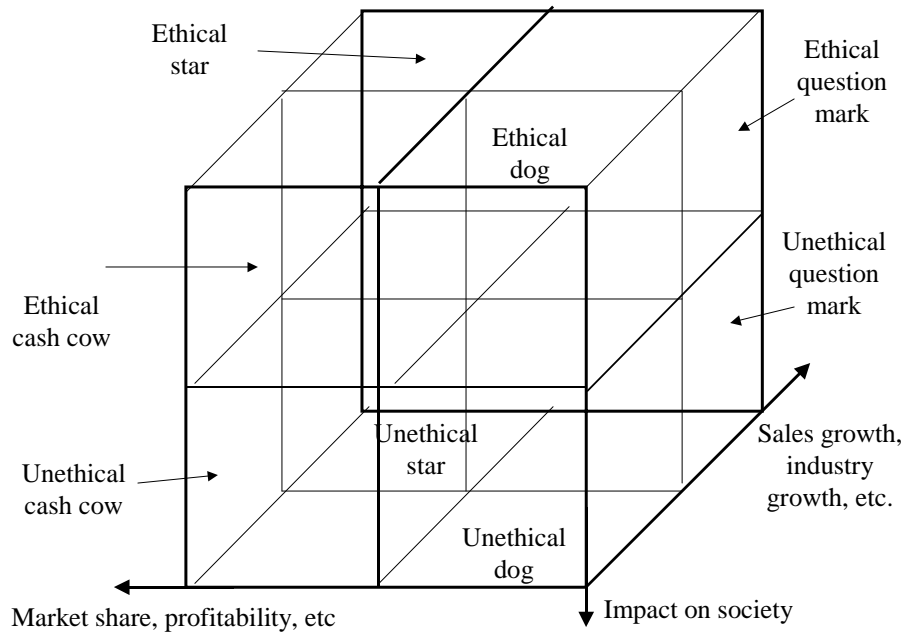 Ethical
star
Ethical
question
mark
Ethical
dog
Unethical
question
mark
Ethical
cash cow
Unethical
star
Sales growth,
industry
growth, etc.
Unethical
cash cow
Unethical
dog
Market share, profitability, etc
Impact on society